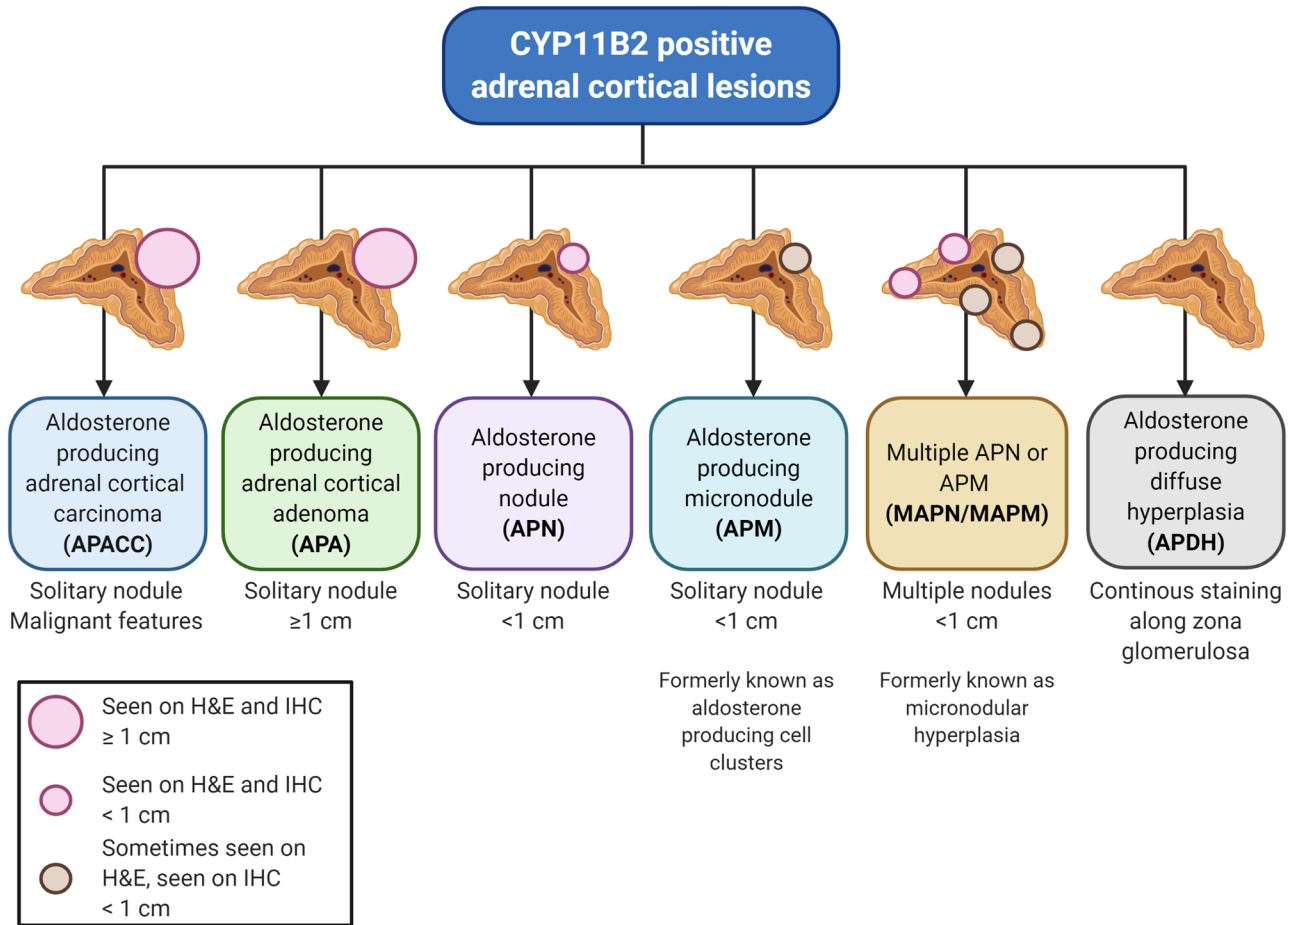 CYP11B2 positive
adrenal cortical lesions
Aldosterone
producing
adrenal cortical
carcinoma
(APACC)
Solitary nodule
Malignant features
Aldosterone
producing
adrenal cortical
adenoma
(APA)
Solitary nodule
≥1 cm
Aldosterone
producing
nodule
(APN)
Solitary nodule
<1 cm
Aldosterone
producing
micronodule
(APM)
Solitary nodule
<1 cm
Formerly known as
aldosterone
producing cell
clusters
Multiple APN or
APM
(MAPN/MAPM)
Multiple nodules
<1 cm
Formerly known as
micronodular
hyperplasia
Aldosterone
producing
diffuse
hyperplasia
(APDH)
Continous staining
along zona
glomerulosa
Seen on H&E and IHC
≥ 1 cm
Seen on H&E and IHC
< 1 cm
Sometimes seen on
H&E, seen on IHC
< 1 cm